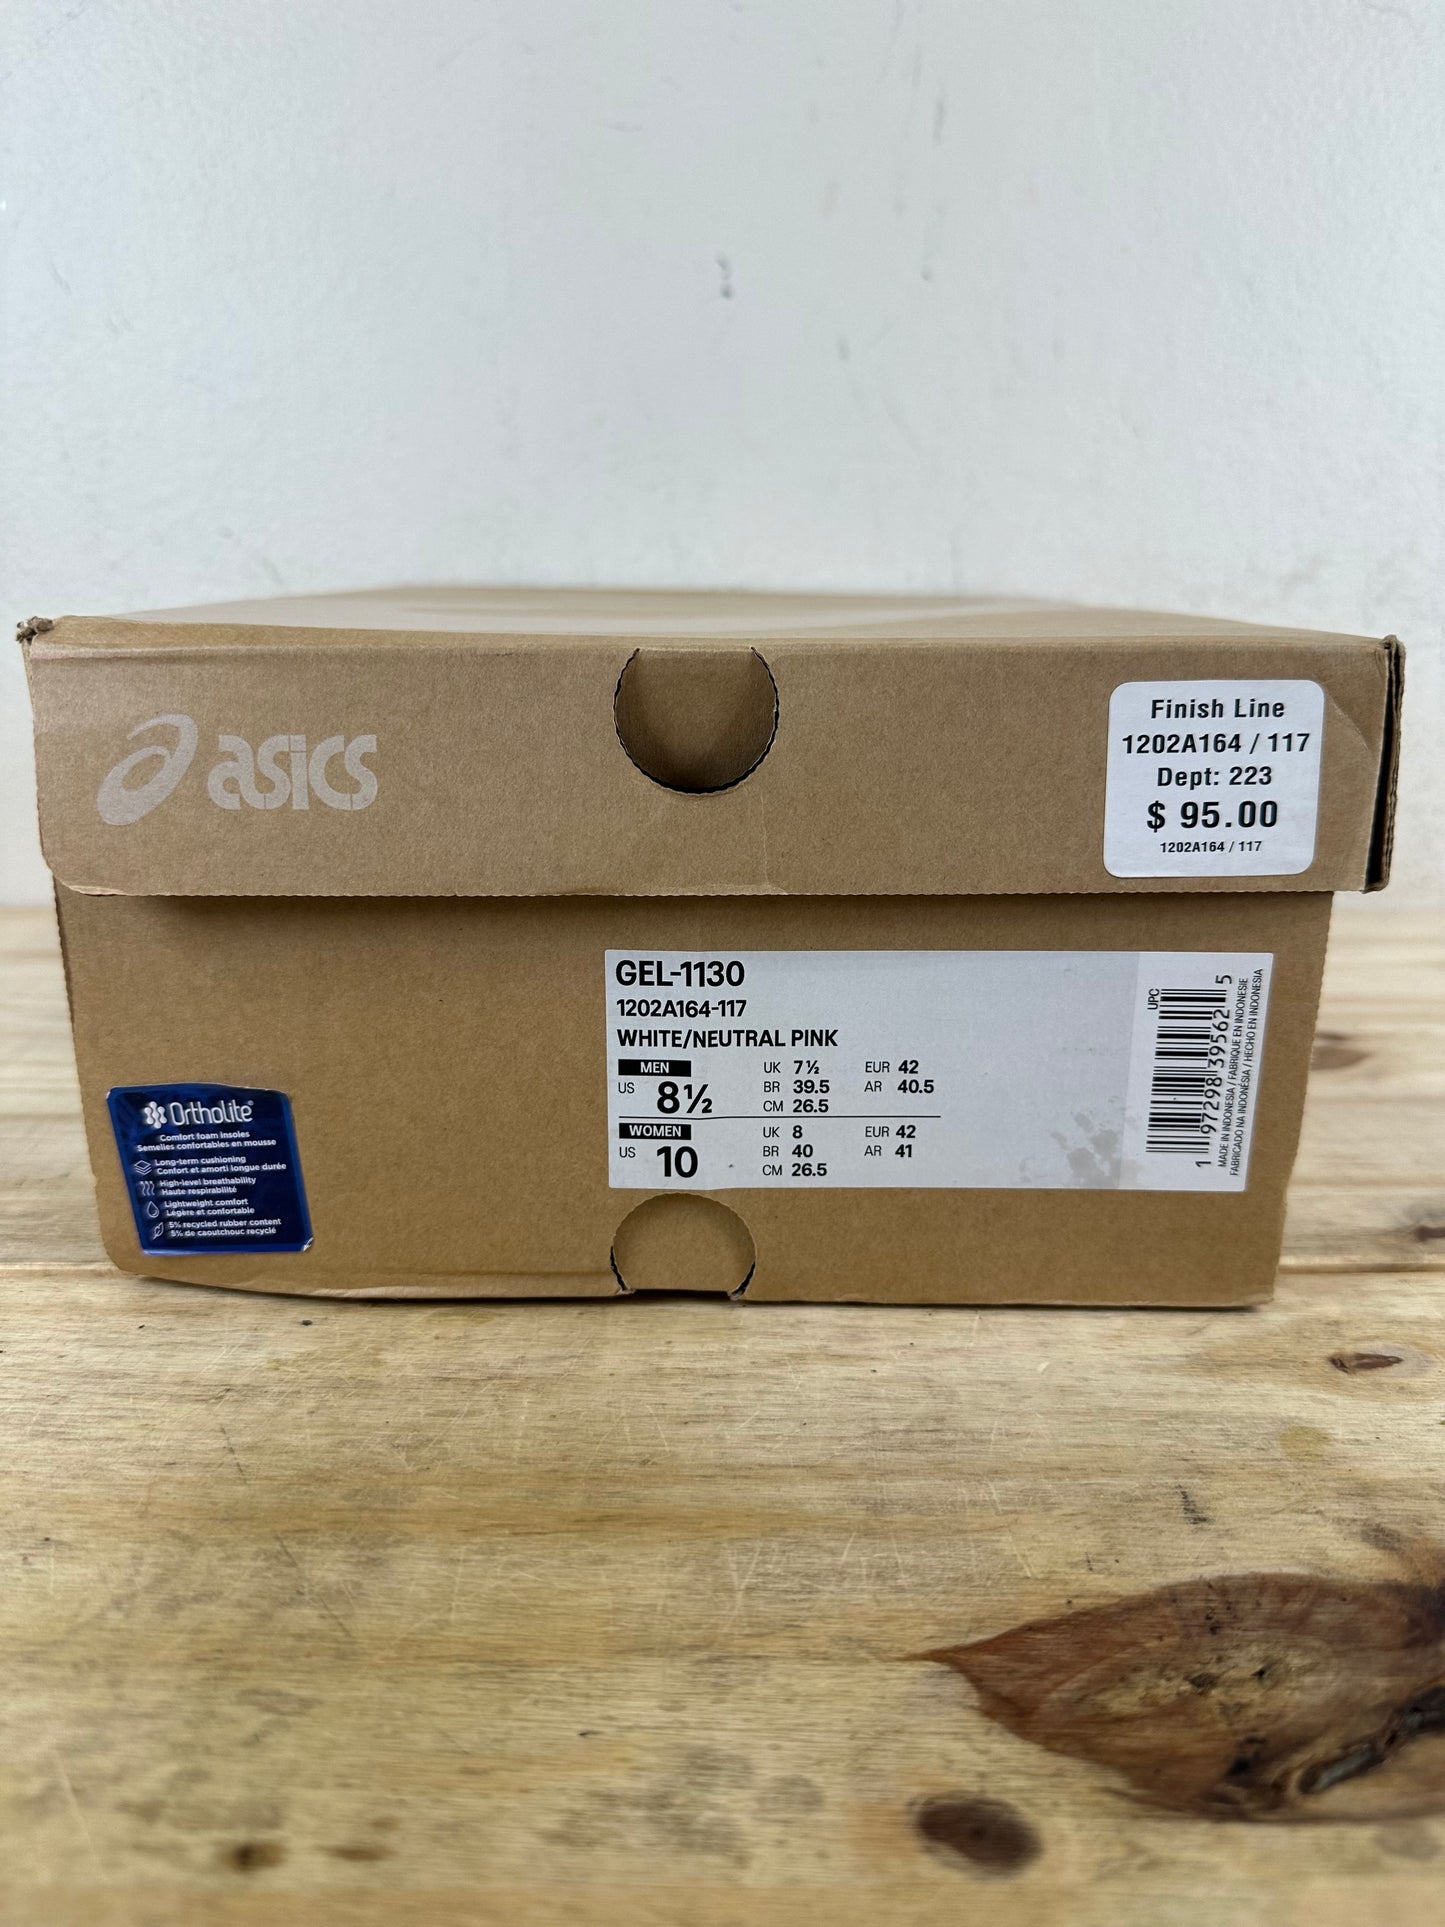 asics
Finish Line
1202A164 / 117
Dept: 223
$ 95.00
1202A164 / 117
GEL-1130
1202A164-117
WHITE/NEUTRAL PINK
MEN
US 8½
UK 7½ EUR 42
BR 39.5 AR 40.5
CM 26.5
WOMEN
US 10
UK 8 EUR 42
BR 40 AR 41
CM 26.5
UPC
1 97298 39562 5
MADE IN INDONESIA / FABRIQUE EN INDONESIE
FABRICADO NA INDONÉSIA / HECHO EN INDONESIA
OrthoLite®
Comfort foam insoles
Semelles confortables en mousse
Long-term cushioning
Confort et amorti longue durée
High-level breathability
Haute respirabilité
Lightweight comfort
Légère et confortable
5% recycled rubber content
5% de caoutchouc recyclé